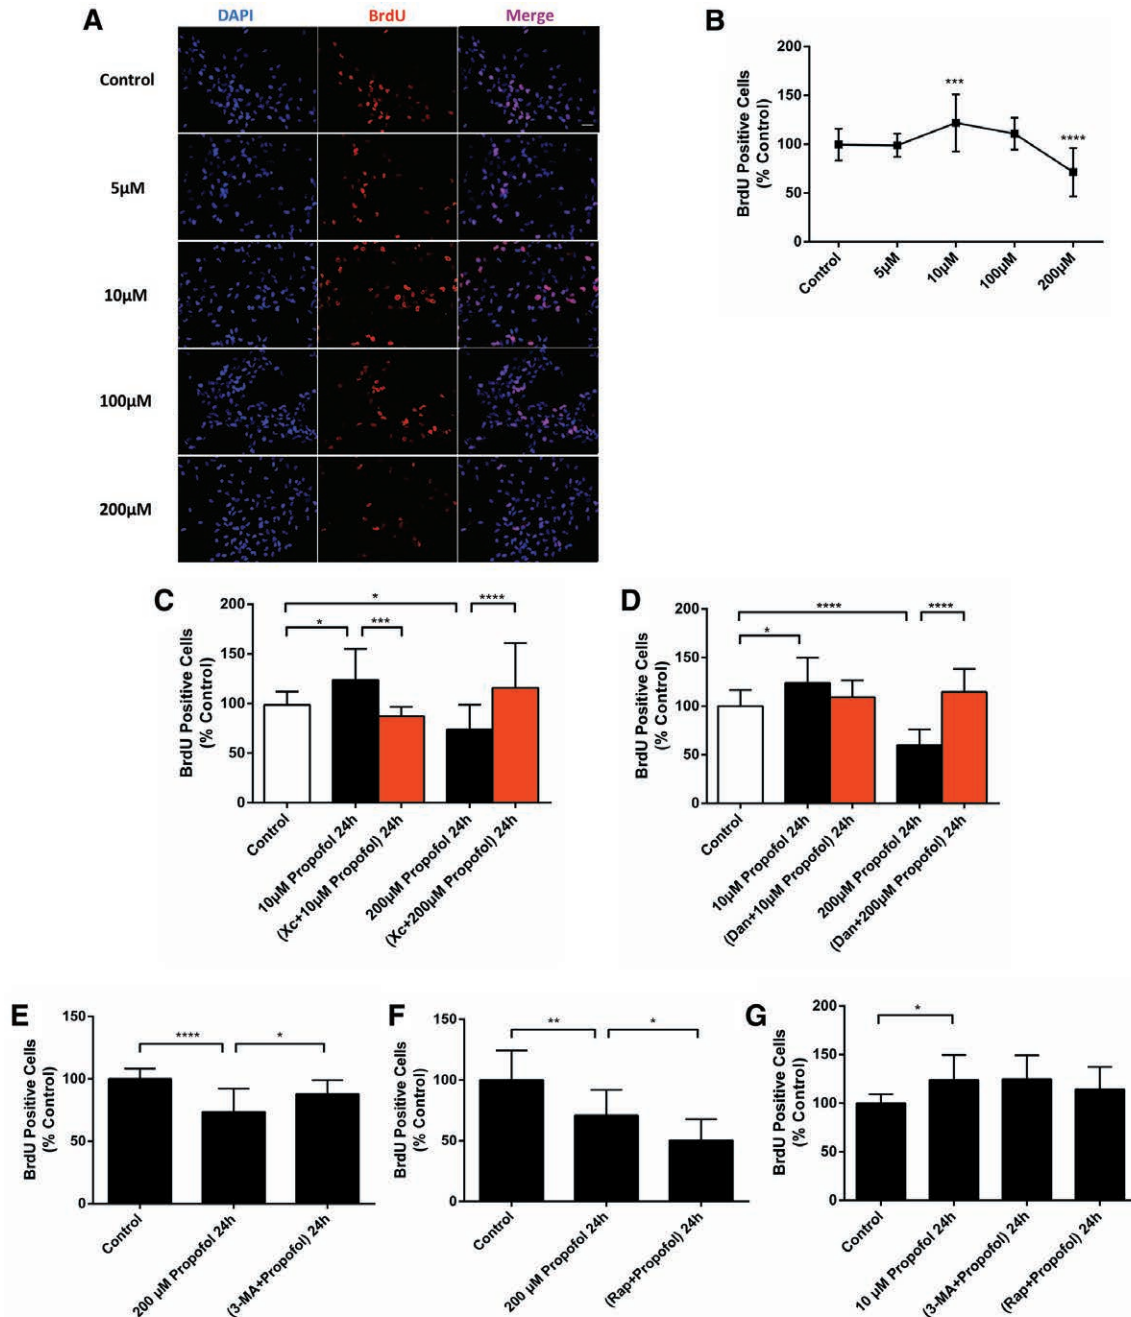 A
DAPI
BrdU
Merge
Control
5µM
10µM
100µM
200µM
B
BrdU Positive Cells
(% Control)
200
150
100
50
0
***
****
Control
5µM
10µM
100µM
200µM
C
BrdU Positive Cells
(% Control)
200
150
100
50
0
*
****
*
***
Control
10µM Propofol 24h
(Xc+10µM Propofol) 24h
200µM Propofol 24h
(Xc+200µM Propofol) 24h
D
BrdU Positive Cells
(% Control)
200
150
100
50
0
****
****
*
Control
10µM Propofol 24h
(Dan+10µM Propofol) 24h
200µM Propofol 24h
(Dan+200µM Propofol) 24h
E
BrdU Positive Cells
(% Control)
150
100
50
0
****
*
Control
200 µM Propofol 24h
(3-MA+Propofol) 24h
F
BrdU Positive Cells
(% Control)
150
100
50
0
**
*
Control
200 µM Propofol 24h
(Rap+Propofol) 24h
G
BrdU Positive Cells
(% Control)
200
150
100
50
0
*
Control
10 µM Propofol 24h
(3-MA+Propofol) 24h
(Rap+Propofol) 24h